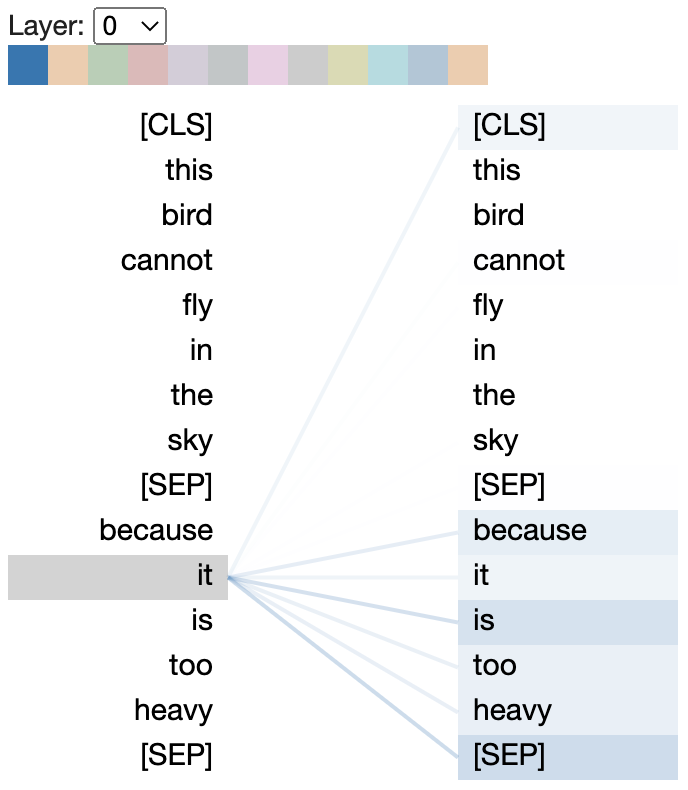 Layer: 0
[CLS] [CLS]
this this
bird bird
cannot cannot
fly fly
in in
the the
sky sky
[SEP] [SEP]
because because
it it
is is
too too
heavy heavy
[SEP] [SEP]